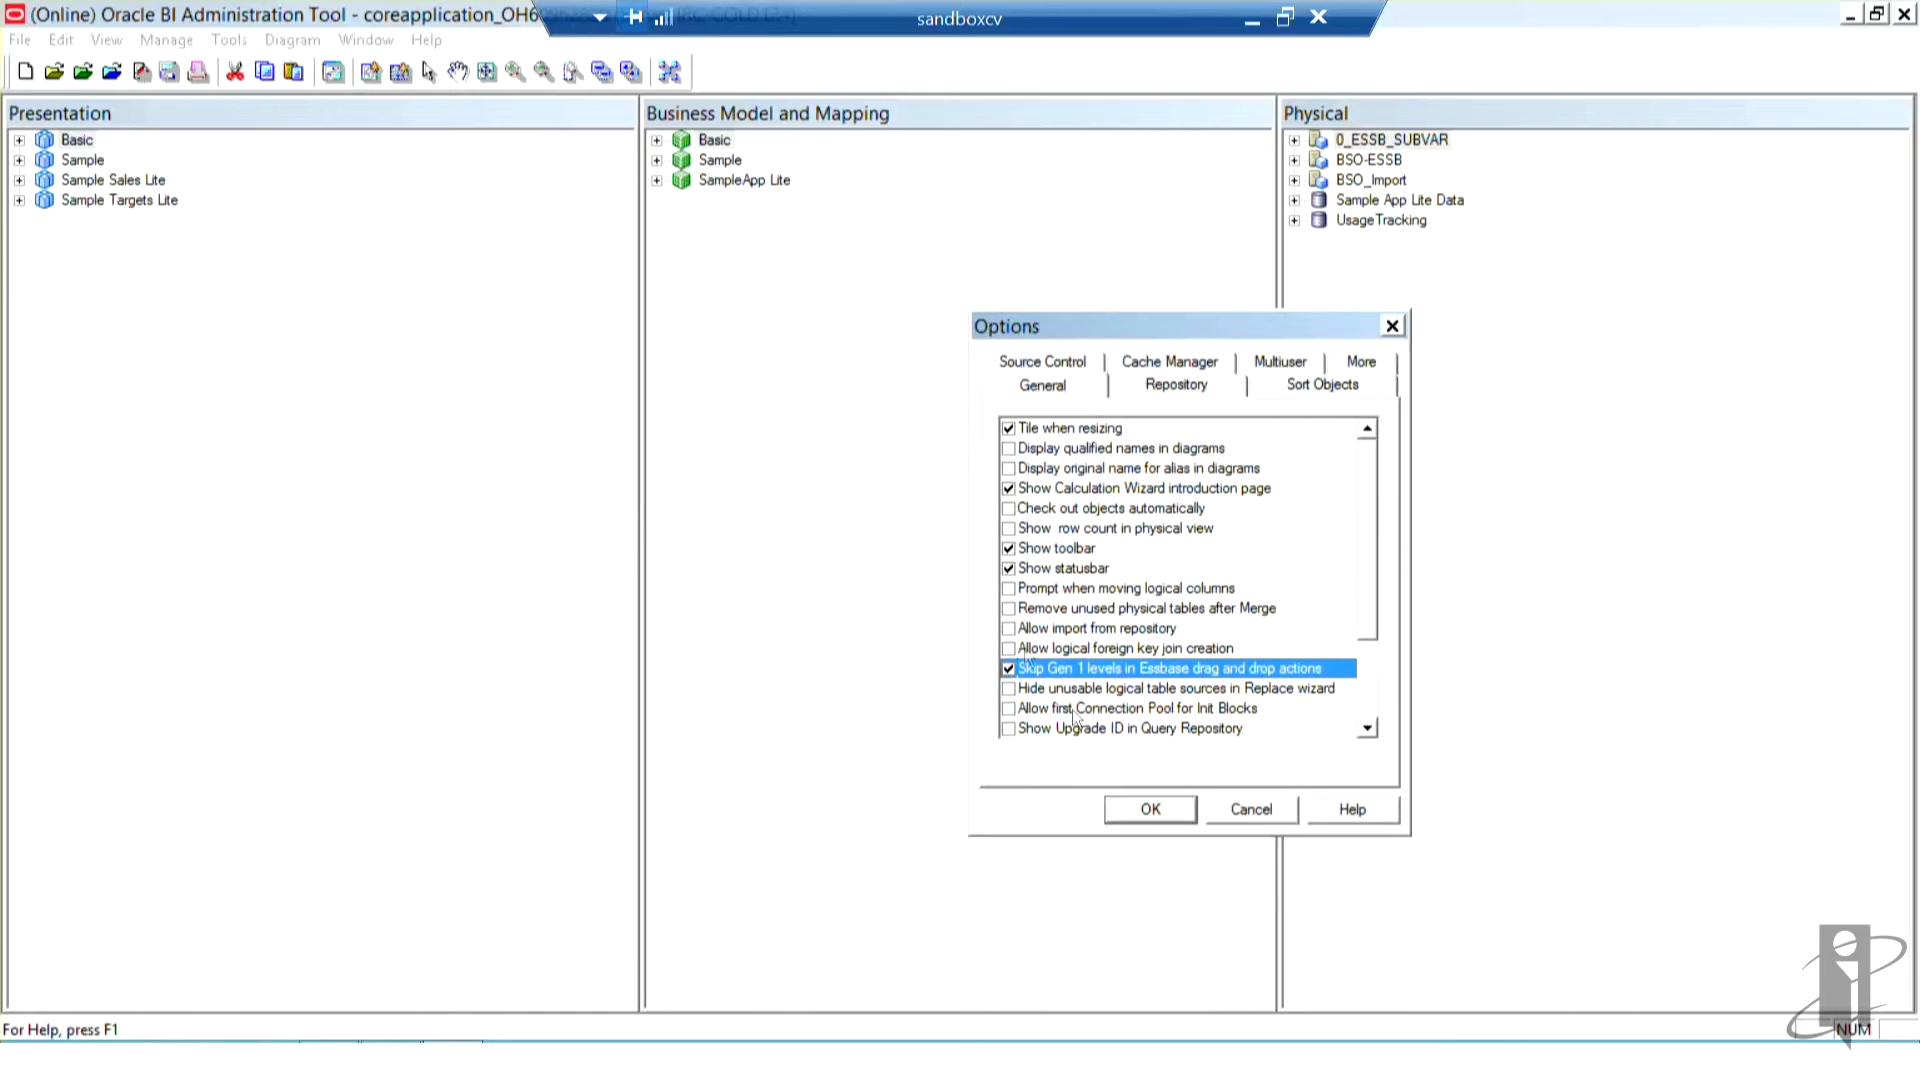 (Online) Oracle BI Administration Tool - coreapplication_OH6
sandboxcv
File Edit View Manage Tools Diagram Window Help
Presentation
Basic
Sample
Sample Sales Lite
Sample Targets Lite
Business Model and Mapping
Basic
Sample
SampleApp Lite
Physical
0_ESSB_SUBVAR
BSO-ESSB
BSO_Import
Sample App Lite Data
UsageTracking
Options
Source Control Cache Manager Multiuser More
General Repository Sort Objects
Tile when resizing
Display qualified names in diagrams
Display original name for alias in diagrams
Show Calculation Wizard introduction page
Check out objects automatically
Show row count in physical view
Show toolbar
Show statusbar
Prompt when moving logical columns
Remove unused physical tables after Merge
Allow import from repository
Allow logical foreign key join creation
Skip Gen 1 levels in Essbase drag and drop actions
Hide unusable logical table sources in Replace wizard
Allow first Connection Pool for Init Blocks
Show Upgrade ID in Query Repository
OK Cancel Help
For Help, press F1
NUM